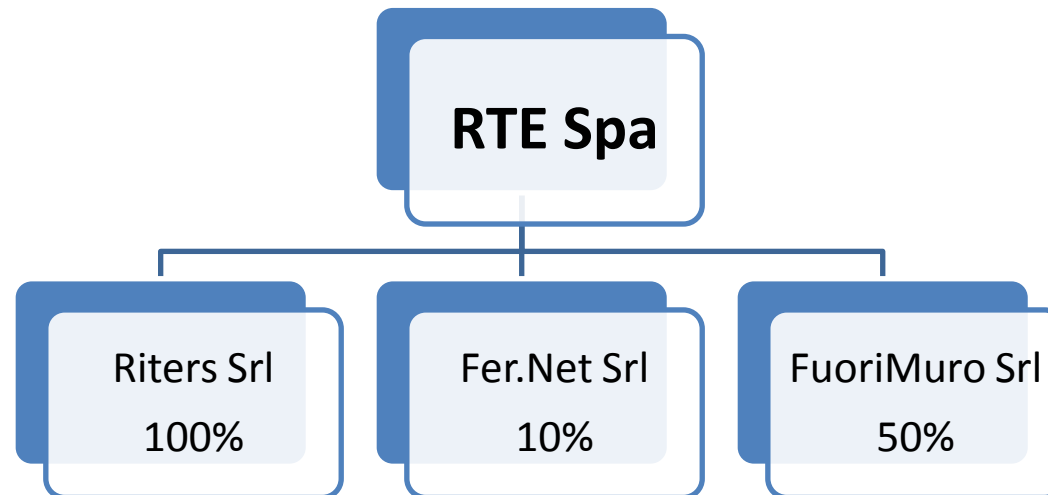 RTE Spa
Riters Srl
100%
Fer.Net Srl
10%
FuoriMuro Srl
50%